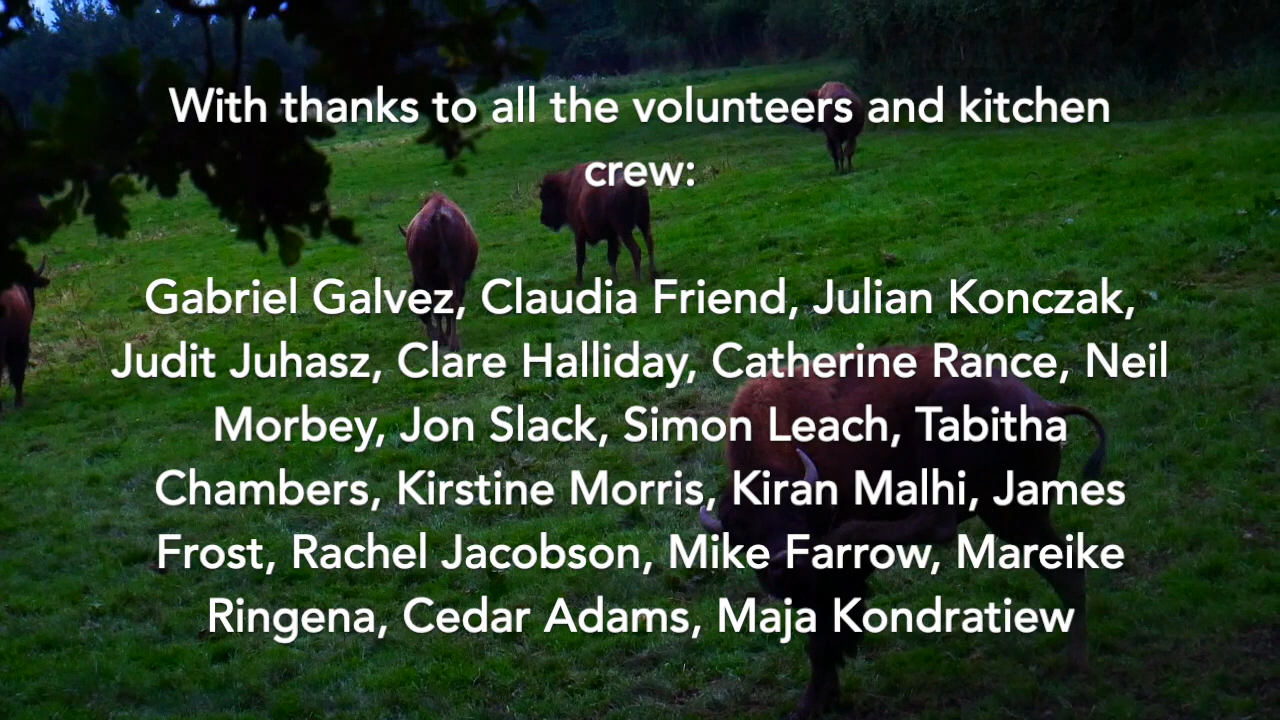 With thanks to all the volunteers and kitchen
crew:
Gabriel Galvez, Claudia Friend, Julian Konczak,
Judit Juhasz, Clare Halliday, Catherine Rance, Neil
Morbey, Jon Slack, Simon Leach, Tabitha
Chambers, Kirstine Morris, Kiran Malhi, James
Frost, Rachel Jacobson, Mike Farrow, Mareike
Ringena, Cedar Adams, Maja Kondratiew